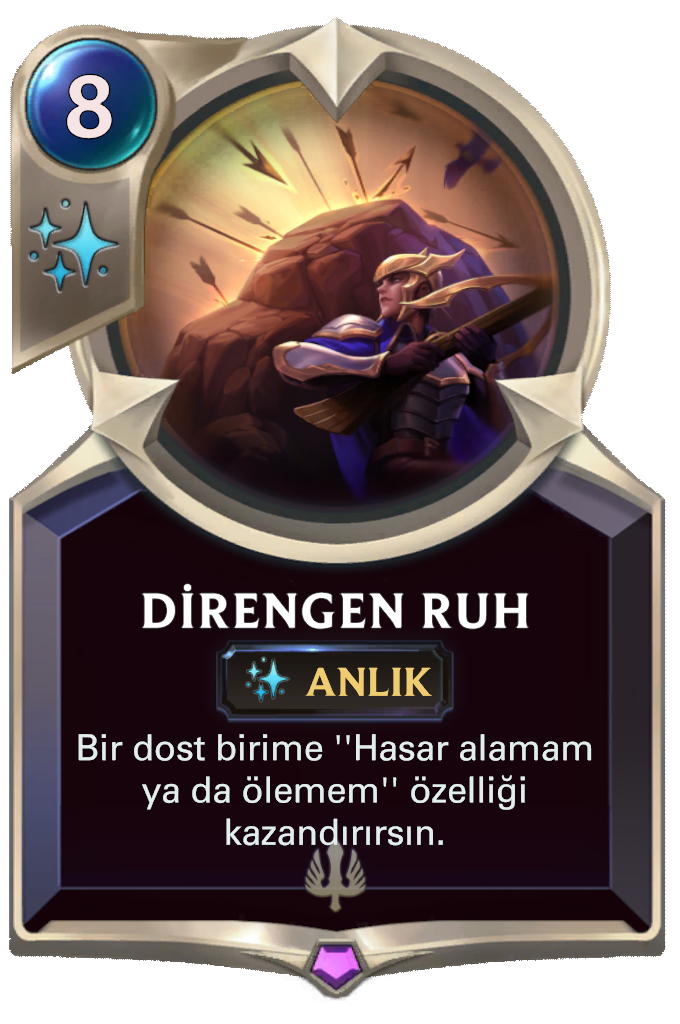 8
DİRENGEN RUH
ANLIK
Bir dost birime ''Hasar alamam
ya da ölemem'' özelliği
kazandırırsın.